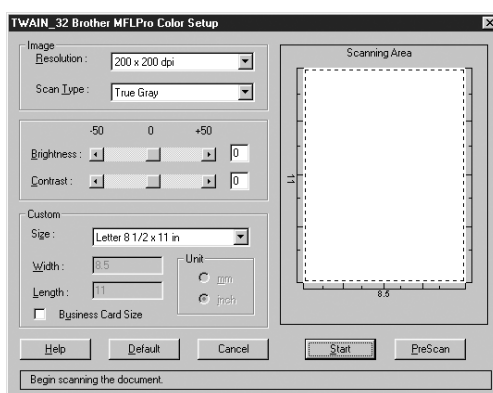 TWAIN_32 Brother MFLPro Color Setup
Image
Resolution : 200 x 200 dpi
Scan Type : True Gray
-50 0 +50
Brightness : 0
Contrast : 0
Custom
Size : Letter 8 1/2 x 11 in
Width : 8.5
Length : 11
Unit
mm
inch
Business Card Size
Scanning Area
11
8.5
Help Default Cancel Start PreScan
Begin scanning the document.